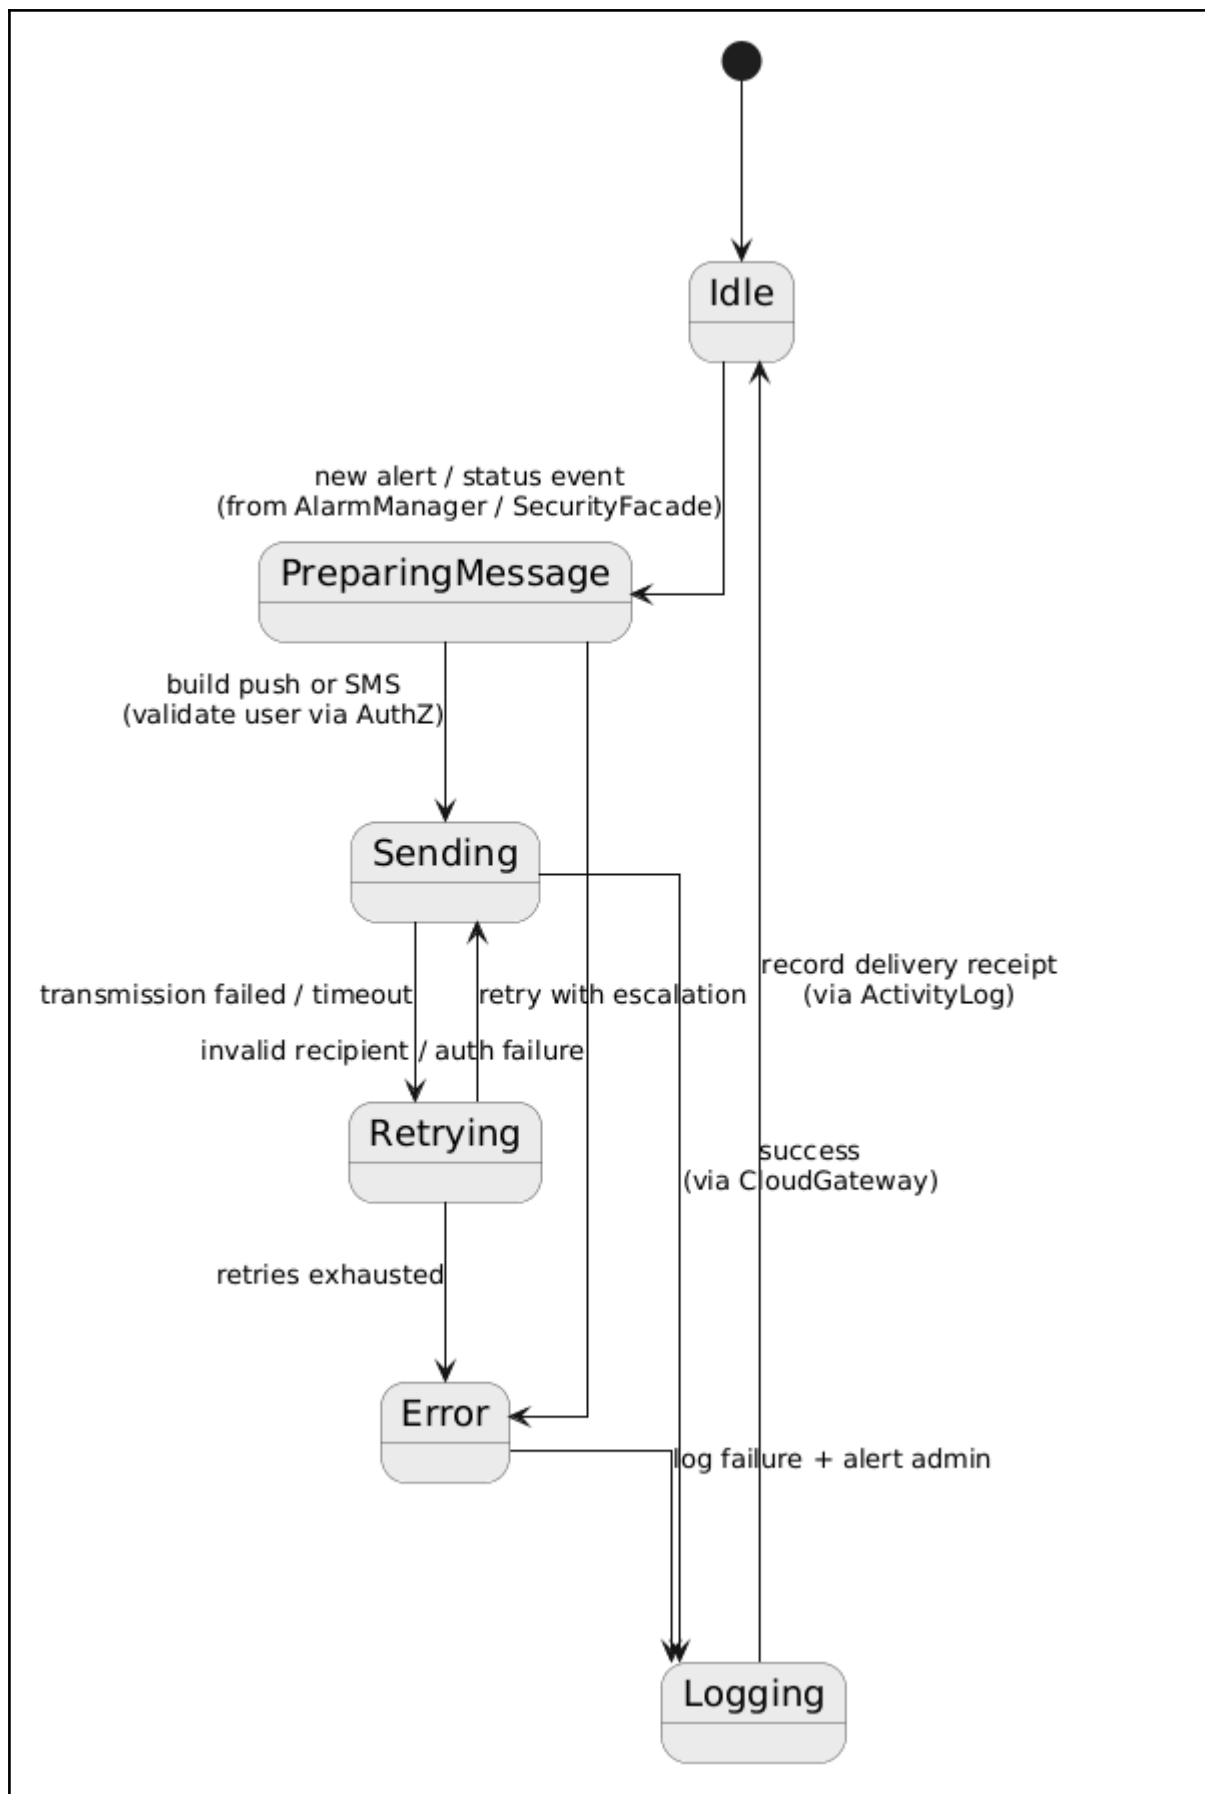 Idle
new alert / status event
(from AlarmManager / SecurityFacade)
PreparingMessage
build push or SMS
(validate user via AuthZ)
Sending
record delivery receipt
(via ActivityLog)
transmission failed / timeout
retry with escalation
invalid recipient / auth failure
Retrying
success
(via CloudGateway)
retries exhausted
Error
log failure + alert admin
Logging